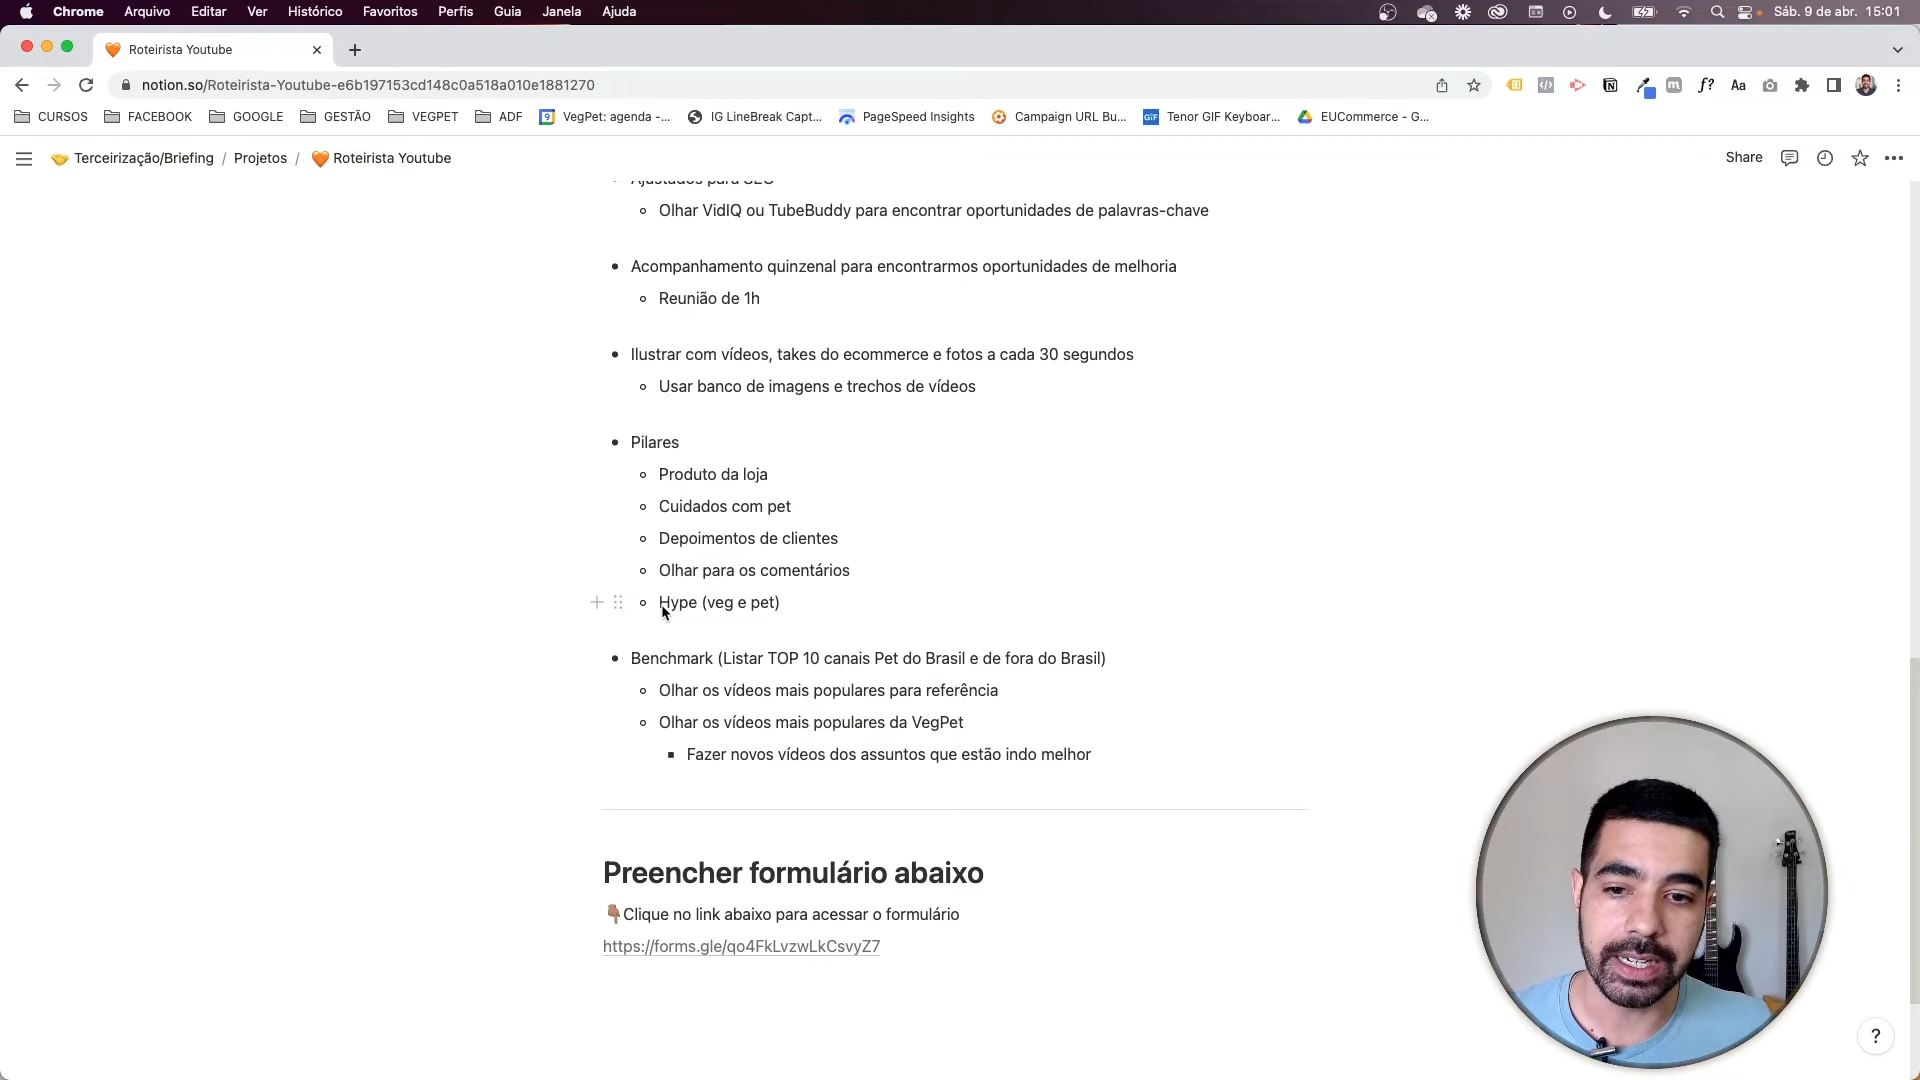 Chrome Arquivo Editar Ver Histórico Favoritos Perfis Guia Janela Ajuda Sáb. 9 de abr. 15:01
Roteirista Youtube
notion.so/Roteirista-Youtube-e6b197153cd148c0a518a010e1881270
CURSOS FACEBOOK GOOGLE GESTÃO VEGPET ADF VegPet: agenda -... IG LineBreak Capt... PageSpeed Insights Campaign URL Bu... Tenor GIF Keyboar... EUCommerce - G...
Terceirização/Briefing / Projetos / Roteirista Youtube Share
Ajustados para SEO
Olhar VidIQ ou TubeBuddy para encontrar oportunidades de palavras-chave
Acompanhamento quinzenal para encontrarmos oportunidades de melhoria
Reunião de 1h
Ilustrar com vídeos, takes do ecommerce e fotos a cada 30 segundos
Usar banco de imagens e trechos de vídeos
Pilares
Produto da loja
Cuidados com pet
Depoimentos de clientes
Olhar para os comentários
Hype (veg e pet)
Benchmark (Listar TOP 10 canais Pet do Brasil e de fora do Brasil)
Olhar os vídeos mais populares para referência
Olhar os vídeos mais populares da VegPet
Fazer novos vídeos dos assuntos que estão indo melhor
Preencher formulário abaixo
👇🏽Clique no link abaixo para acessar o formulário
https://forms.gle/qo4FkLvzwLkCsvyZ7
?